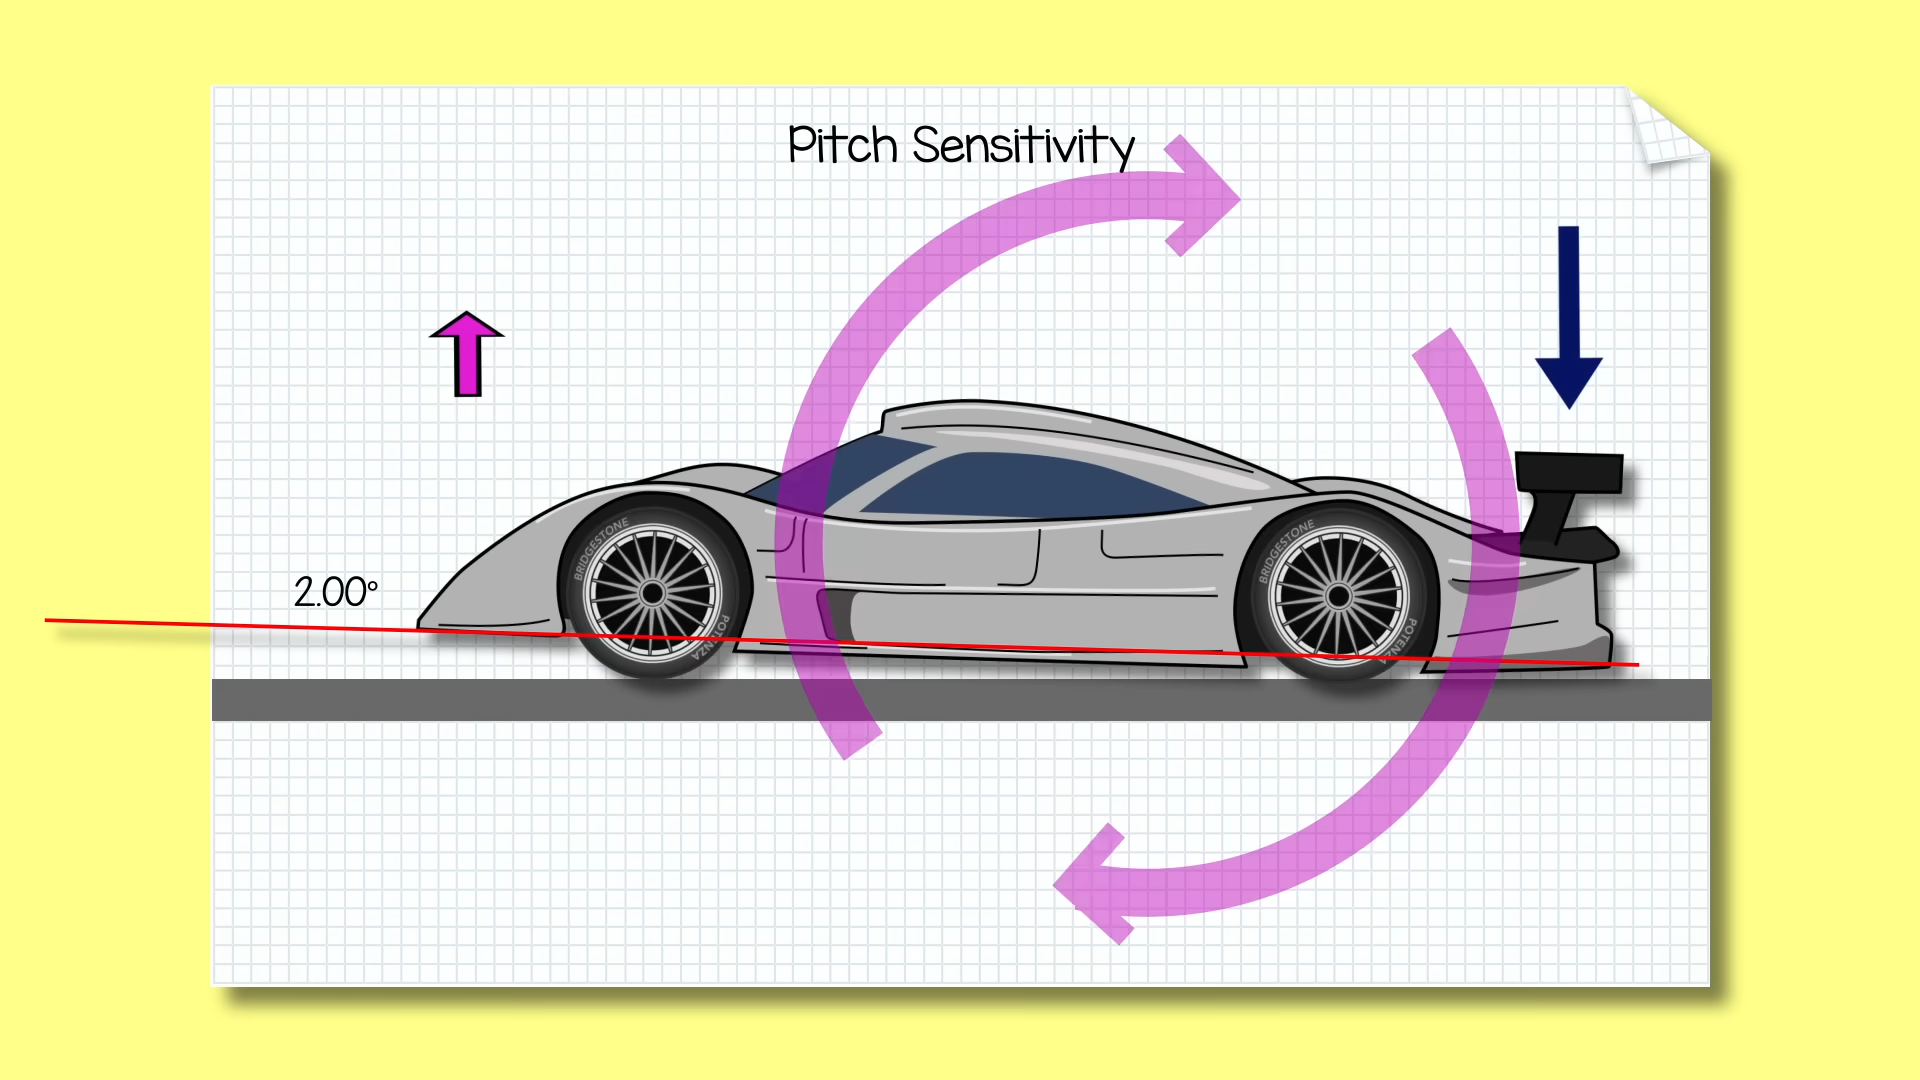 Pitch Sensitivity
2.00°
BRIDGESTONE
POTENZA
BRIDGESTONE
POTENZA